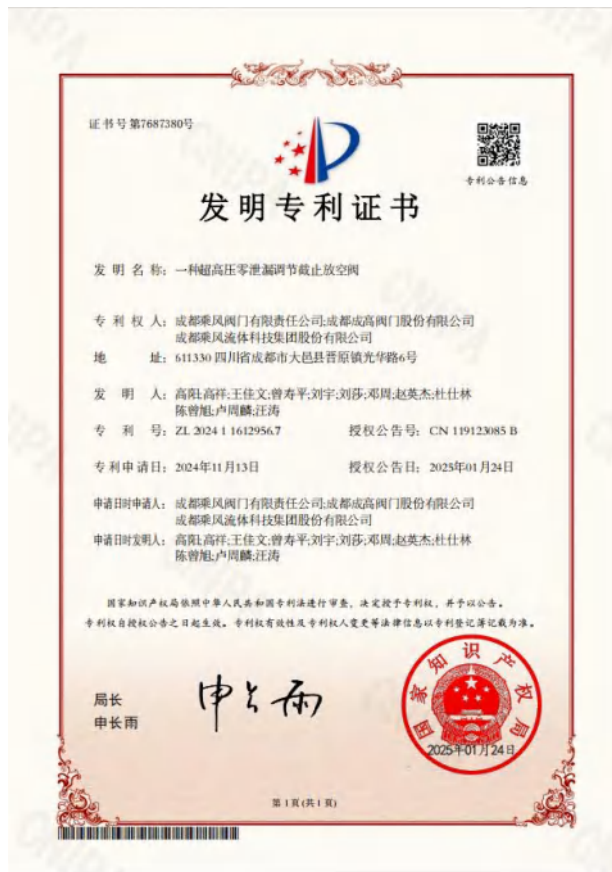 证书号第7687380号
专利公告信息
发明专利证书
发明名称：一种超高压零泄漏调节截止放空阀
专利权人：成都乘风阀门有限责任公司;成都成高阀门股份有限公司
成都乘风流体科技集团股份有限公司
地址：611330 四川省成都市大邑县晋原镇光华路6号
发明人：高阳;高祥;王佳文;曾寿平;刘宇;刘莎;邓周;赵英杰;杜仕林
陈曾旭;卢周麟;汪涛
专利号：ZL 2024 1 1612956.7 授权公告号：CN 119123085 B
专利申请日：2024年11月13日 授权公告日：2025年01月24日
申请日时申请人：成都乘风阀门有限责任公司;成都成高阀门股份有限公司
成都乘风流体科技集团股份有限公司
申请日时发明人：高阳;高祥;王佳文;曾寿平;刘宇;刘莎;邓周;赵英杰;杜仕林
陈曾旭;卢周麟;汪涛
国家知识产权局依照中华人民共和国专利法进行审查，决定授予专利权，并予以公告。
专利权自授权公告之日起生效。专利权有效性及专利权人变更等法律信息以专利登记簿记载为准。
局长
申长雨
申长雨
国家知识产权局
2025年01月24日
第1页(共1页)
CNIPA